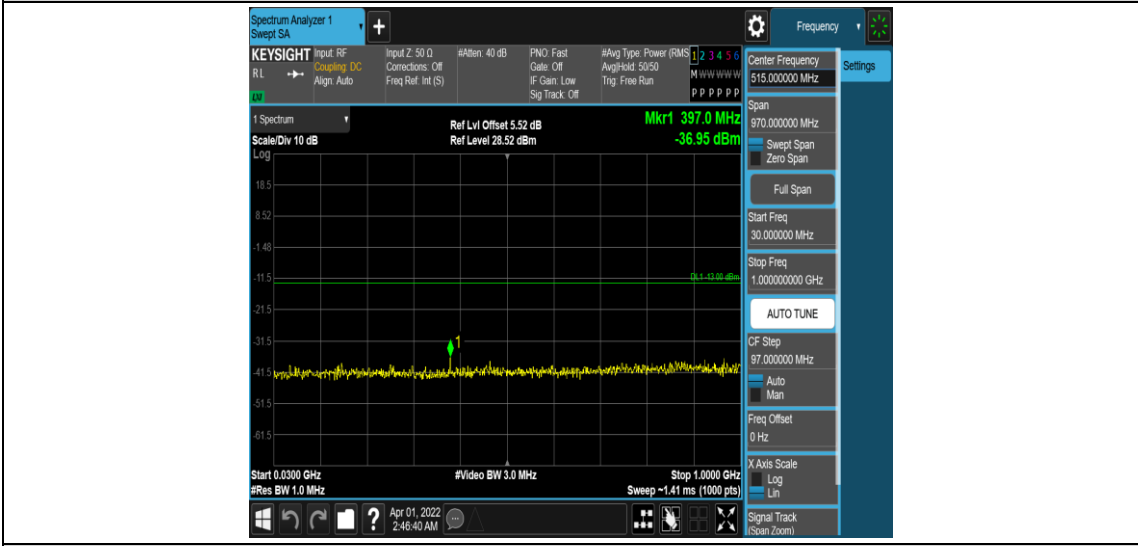 Spectrum Analyzer 1
Swept SA
+
Frequency
KEYSIGHT
RL
Input: RF
Coupling: DC
Align: Auto
Input Z: 50 Ω
Corrections: Off
Freq Ref: Int (S)
#Atten: 40 dB
PNO: Fast
Gate: Off
IF Gain: Low
Sig Track: Off
#Avg Type: Power (RMS
Avg|Hold: 50/50
Trig: Free Run
1 2 3 4 5 6
M W W W W W
P P P P P P
1 Spectrum
Scale/Div 10 dB
Log
Ref Lvl Offset 5.52 dB
Ref Level 28.52 dBm
Mkr1 397.0 MHz
-36.95 dBm
18.5
8.52
-1.48
-11.5
DL1 -13.00 dBm
-21.5
-31.5
1
-41.5
-51.5
-61.5
Start 0.0300 GHz
#Res BW 1.0 MHz
#Video BW 3.0 MHz
Stop 1.0000 GHz
Sweep ~1.41 ms (1000 pts)
?
Apr 01, 2022
2:46:40 AM
Center Frequency
515.000000 MHz
Settings
Span
970.000000 MHz
Swept Span
Zero Span
Full Span
Start Freq
30.000000 MHz
Stop Freq
1.000000000 GHz
AUTO TUNE
CF Step
97.000000 MHz
Auto
Man
Freq Offset
0 Hz
X Axis Scale
Log
Lin
Signal Track
(Span Zoom)